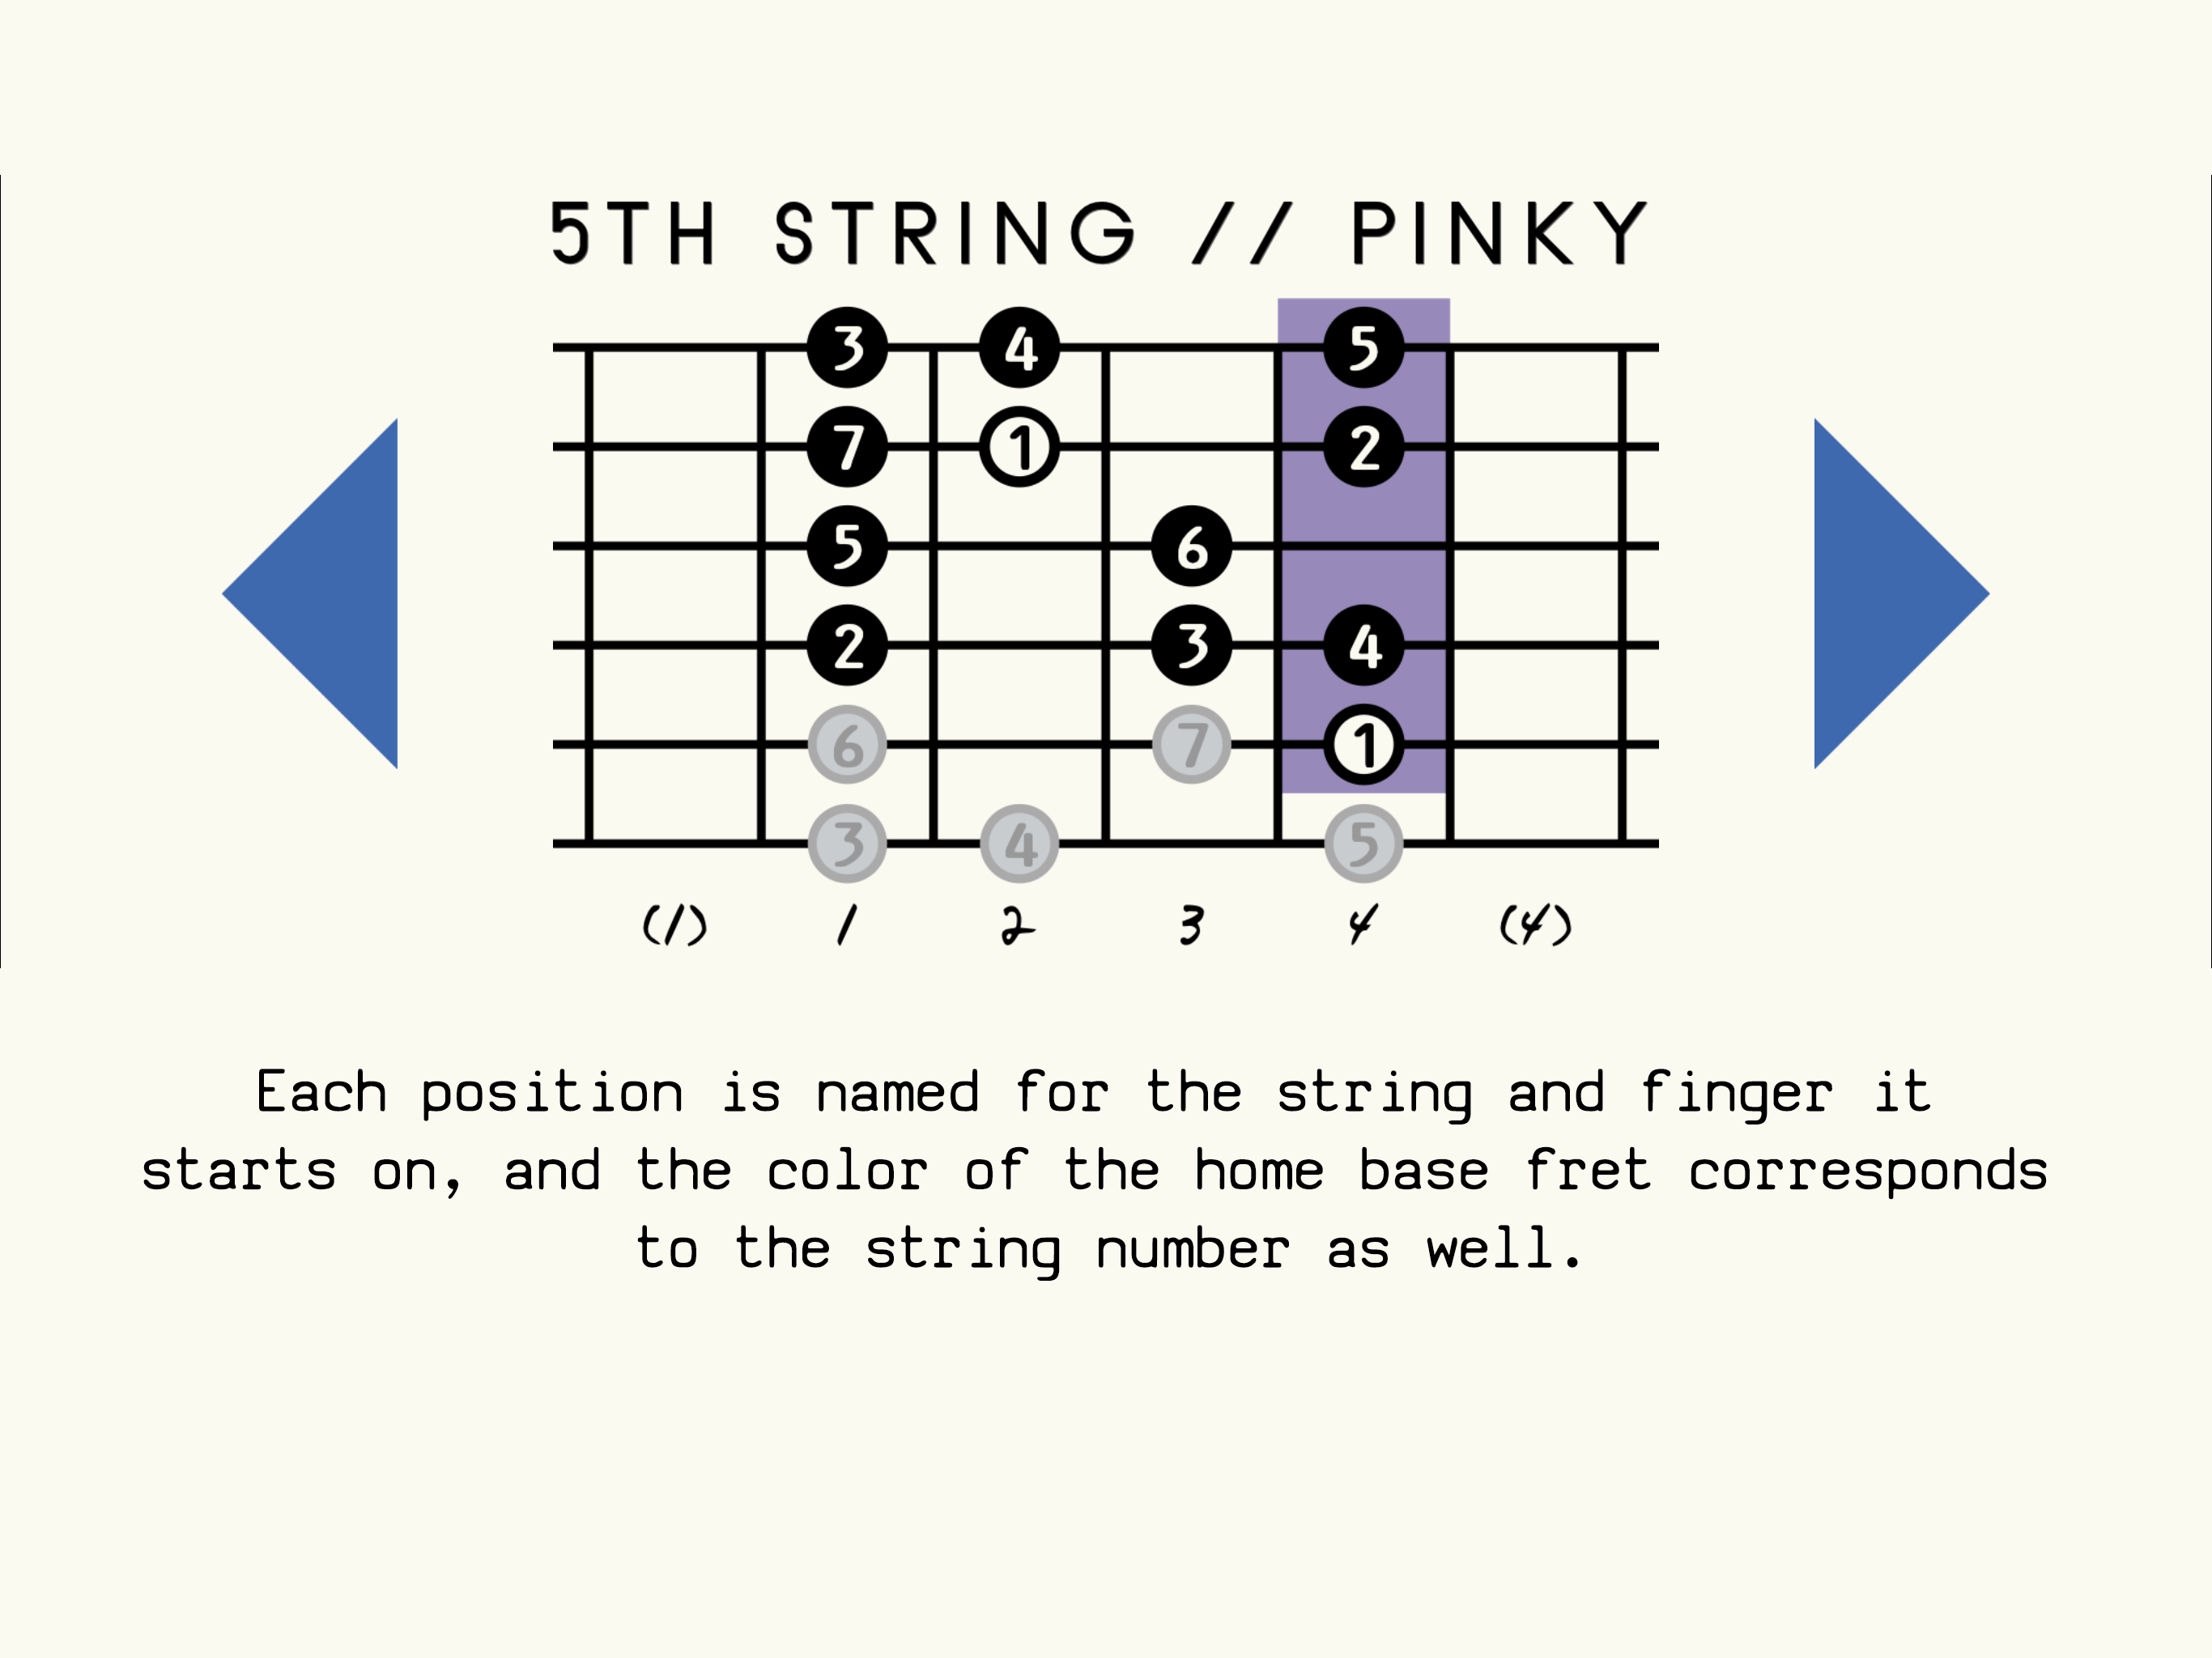 5TH STRING // PINKY
3 4 5
7 1 2
5 6
2 3 4
6 7 1
3 4 5
(1) 1 2 3 4 (4)
Each position is named for the string and finger it
starts on, and the color of the home base fret corresponds
to the string number as well.